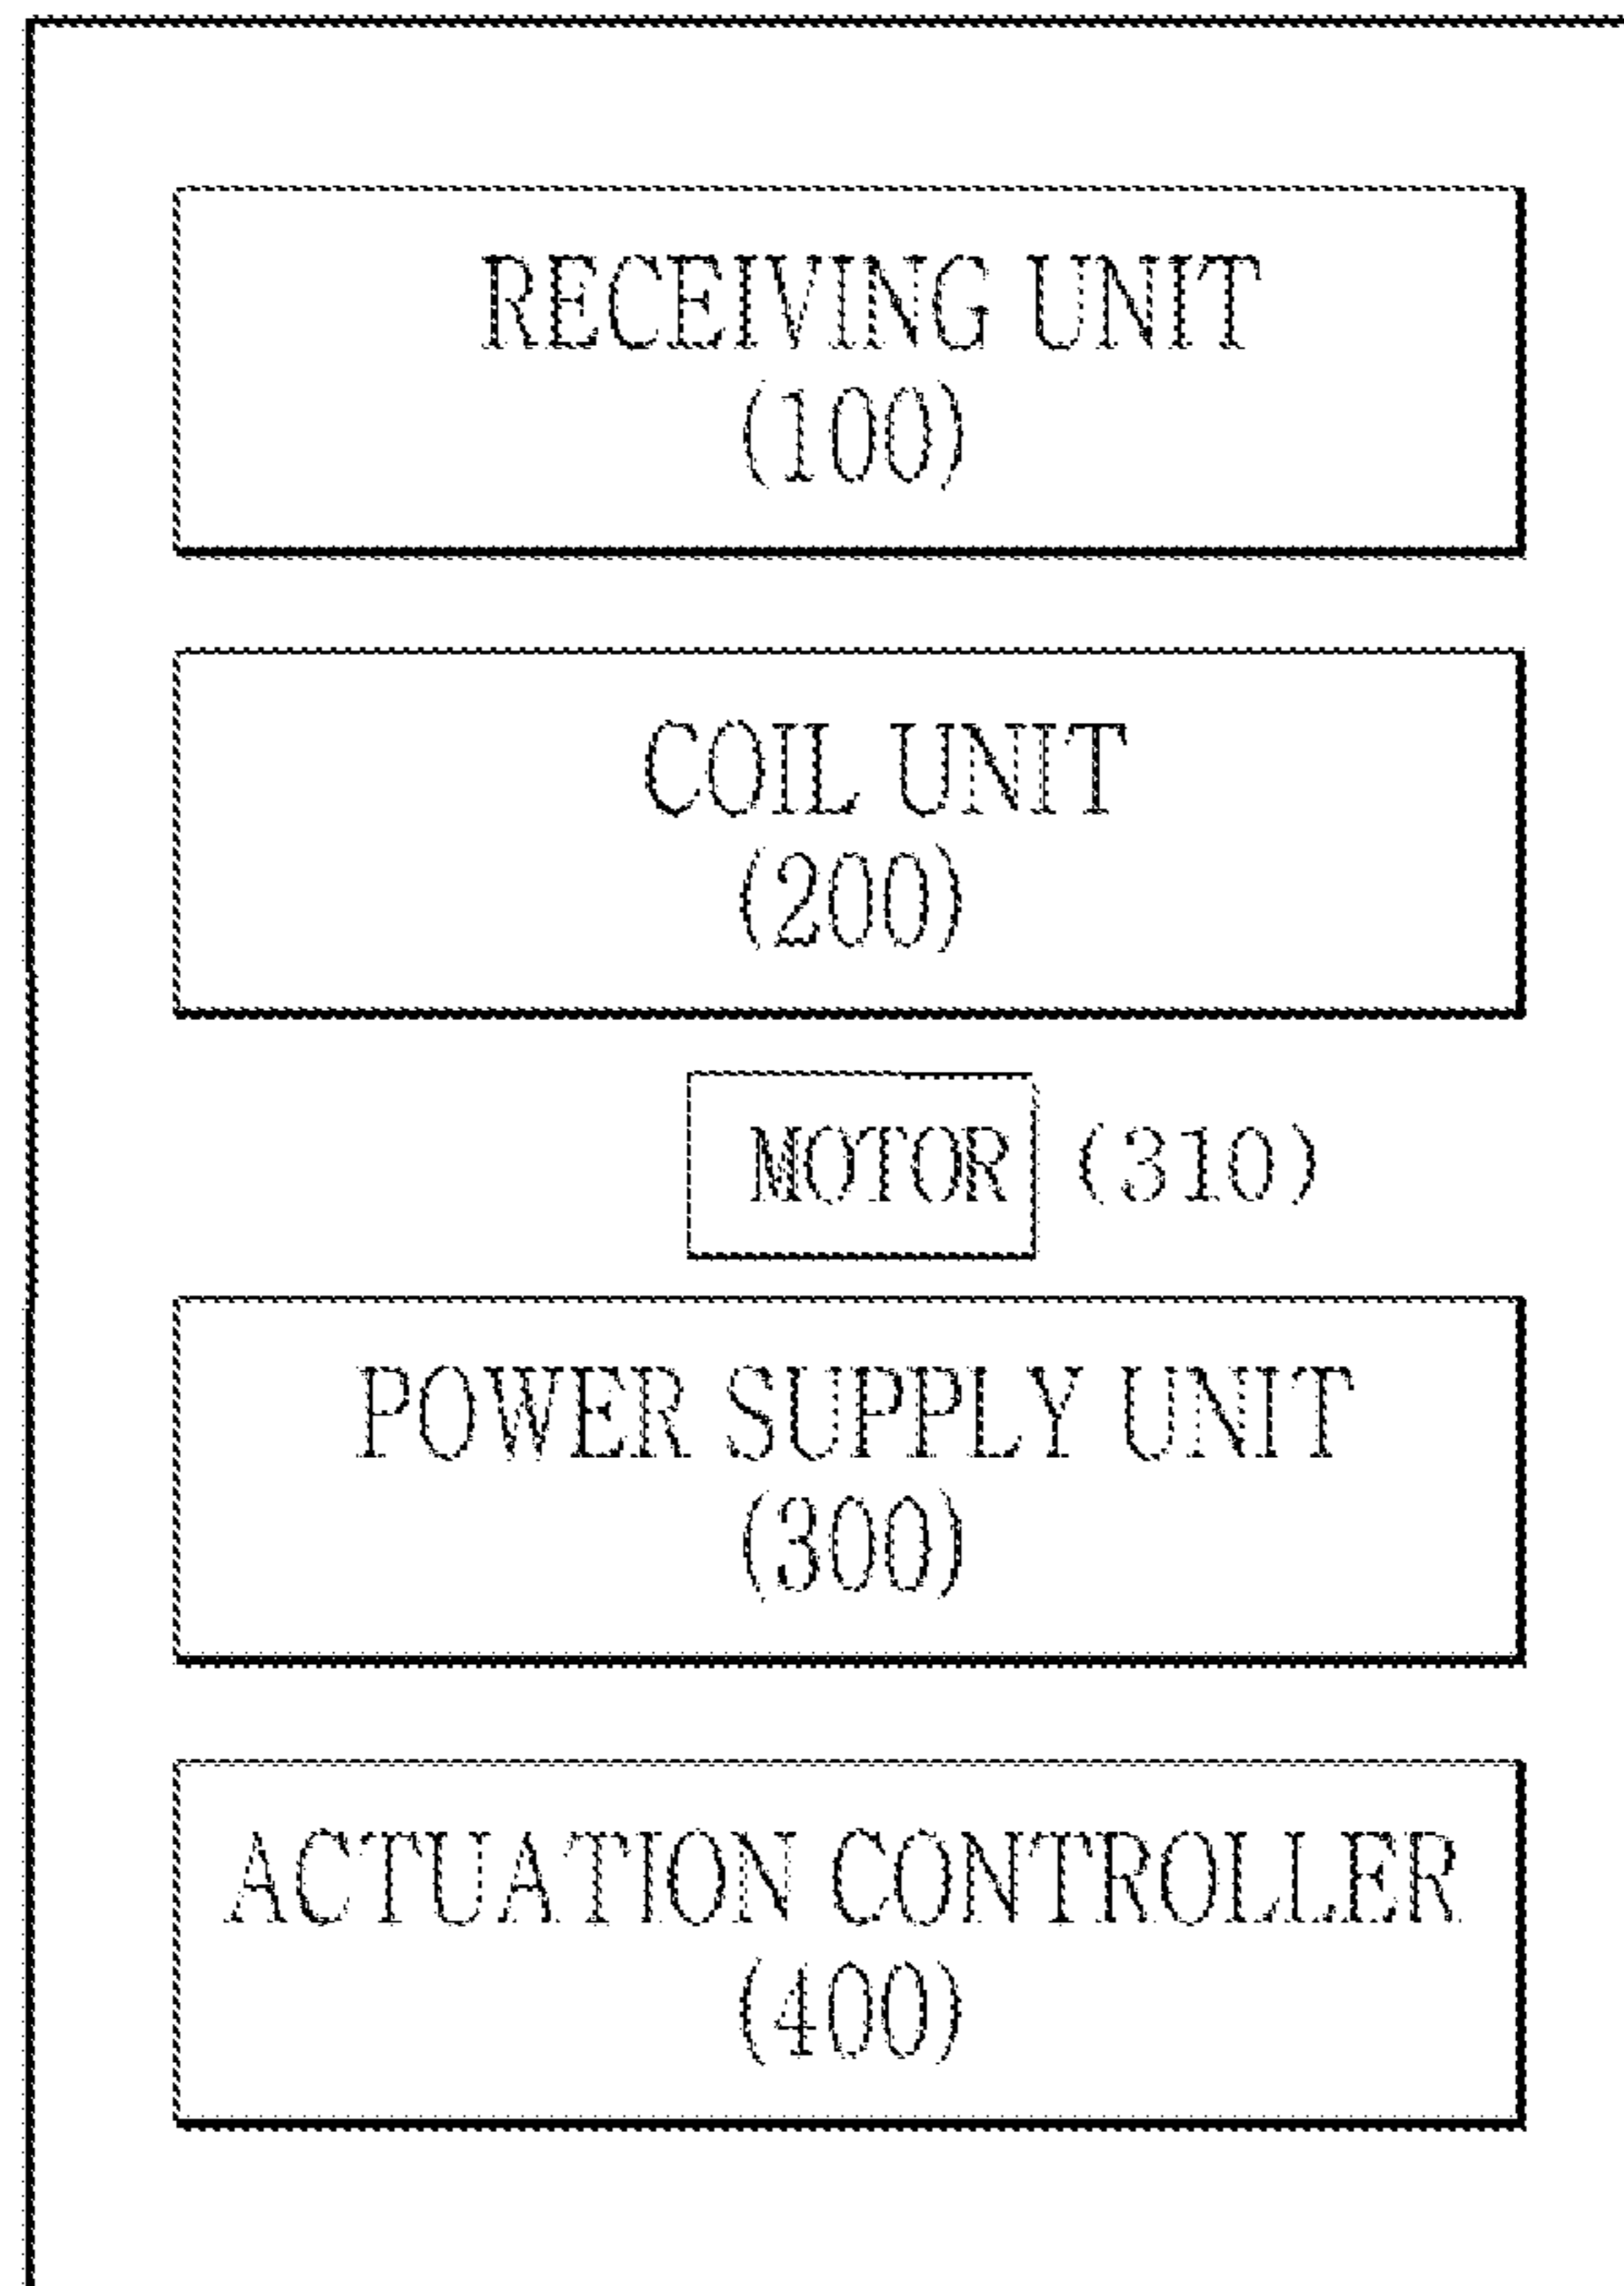 RECEIVING UNIT
(100)
COIL UNIT
(200)
MOTOR (310)
POWER SUPPLY UNIT
(300)
ACTUATION CONTROLLER
(400)